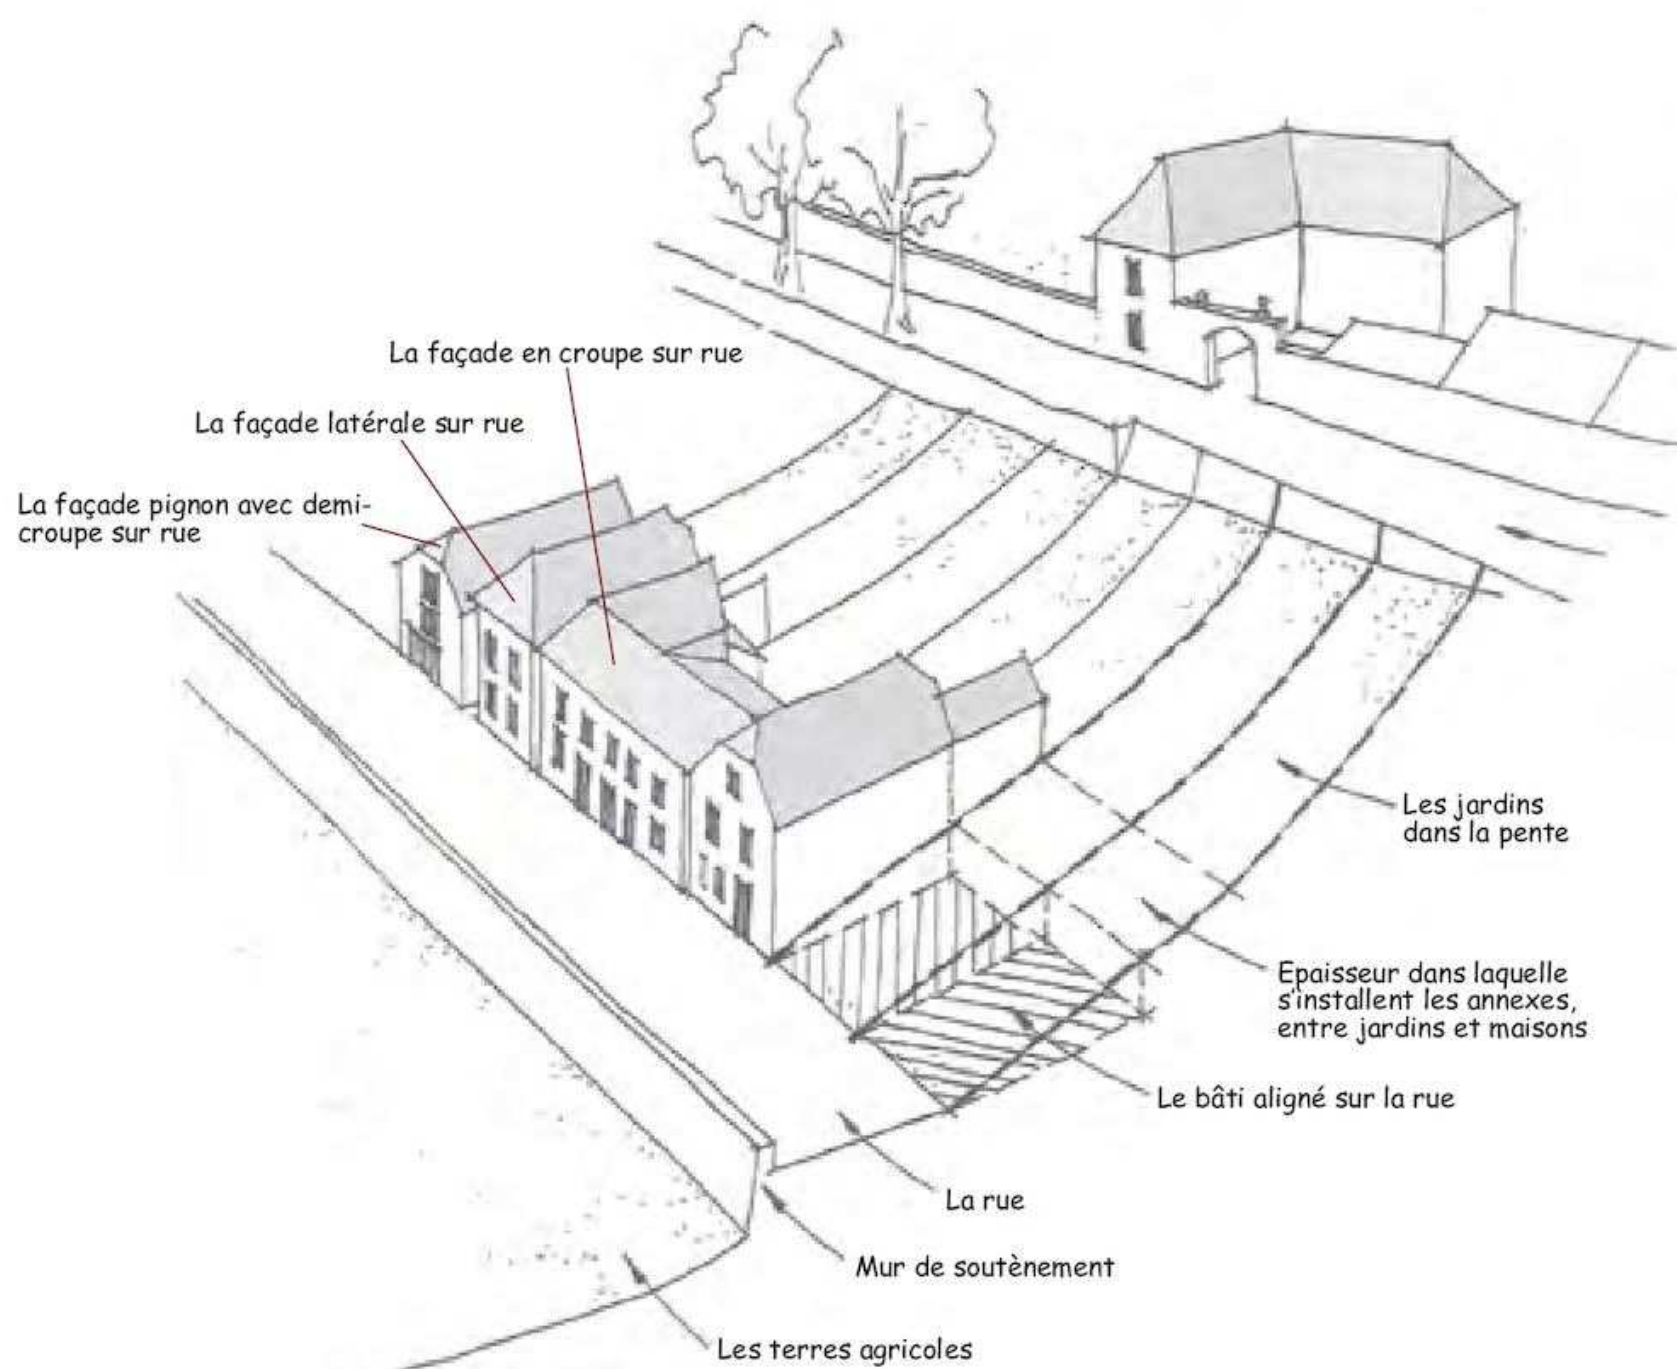 La façade en croupe sur rue
La façade latérale sur rue
La façade pignon avec demi-
croupe sur rue
Les jardins
dans la pente
Epaisseur dans laquelle
s'installent les annexes,
entre jardins et maisons
Le bâti aligné sur la rue
La rue
Mur de soutènement
Les terres agricoles